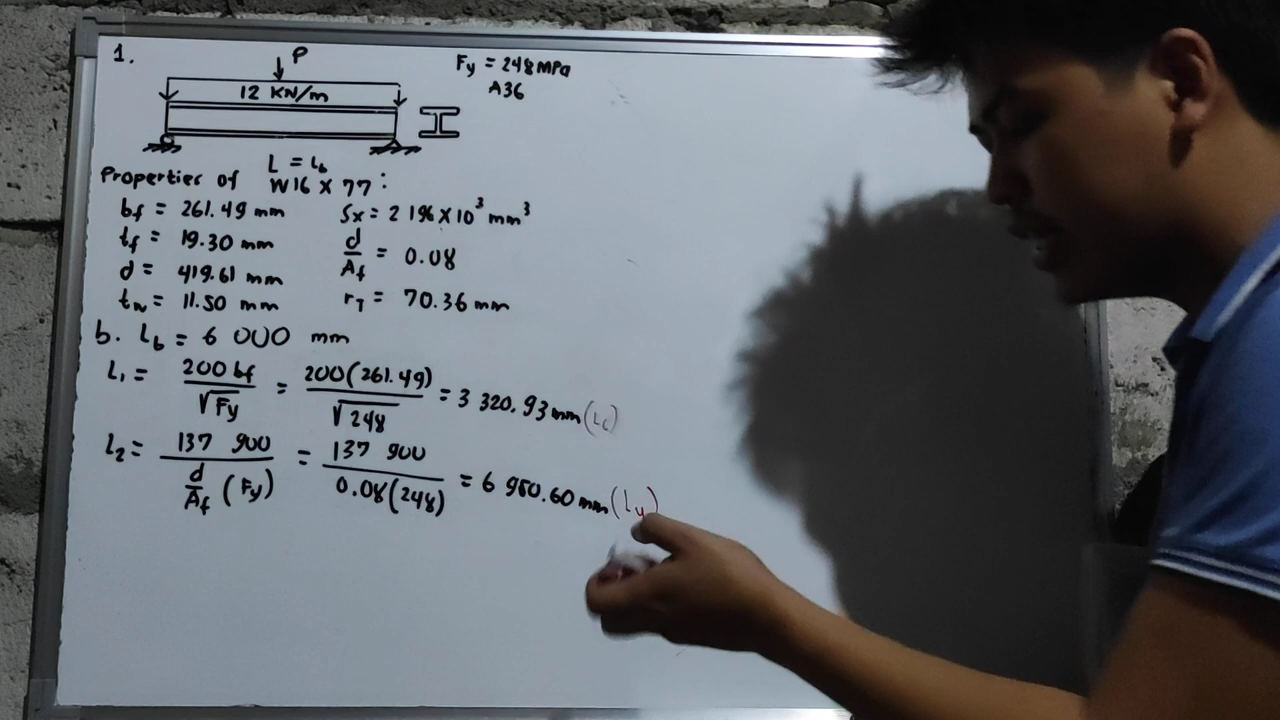 1.
P
12 KN/m
Fy = 248 MPa
A36
L = Lb
Properties of W16 X 77:
bf = 261.49 mm
Sx = 2 196 X 10³ mm³
tf = 19.30 mm
d/Af = 0.08
d = 419.61 mm
tw = 11.50 mm
rT = 70.36 mm
b. Lb = 6 000 mm
L1 = 200 bf/√Fy = 200(261.49)/√248 = 3 320.93 mm (Lc)
L2 = 137 900/d/Af (Fy) = 137 900/0.08(248) = 6 950.60 mm (Lu)